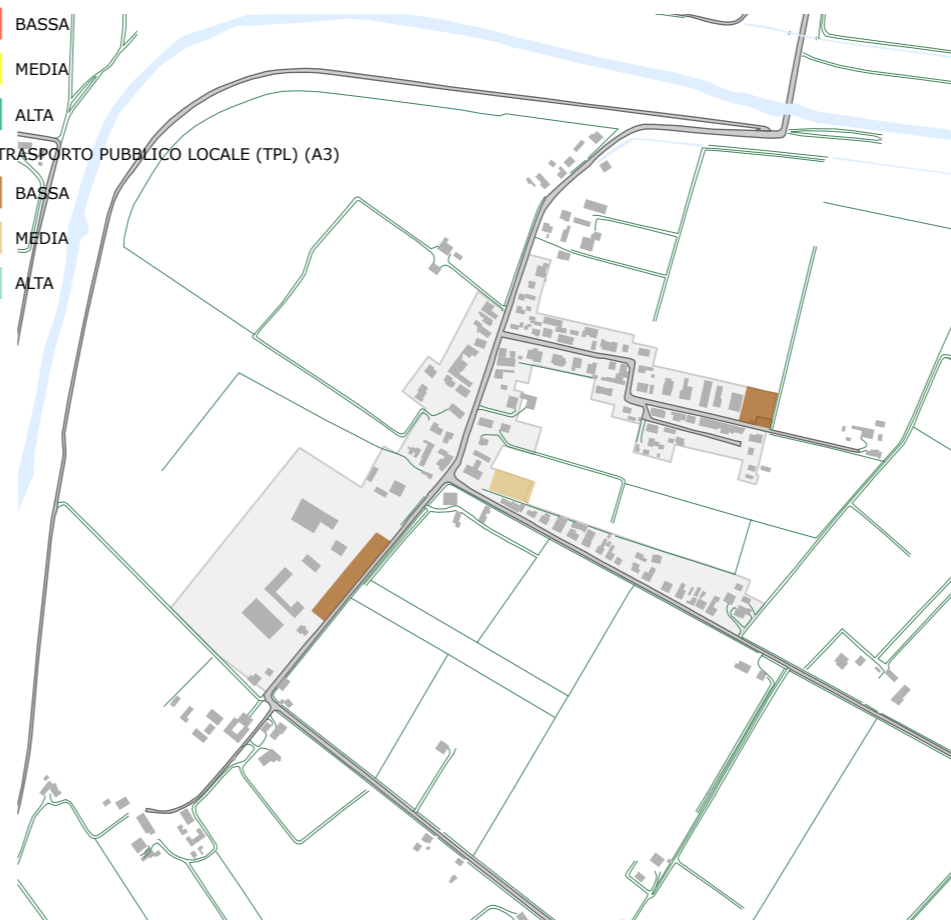 BASSA
MEDIA
ALTA
TRASPORTO PUBBLICO LOCALE (TPL) (A3)
BASSA
MEDIA
ALTA